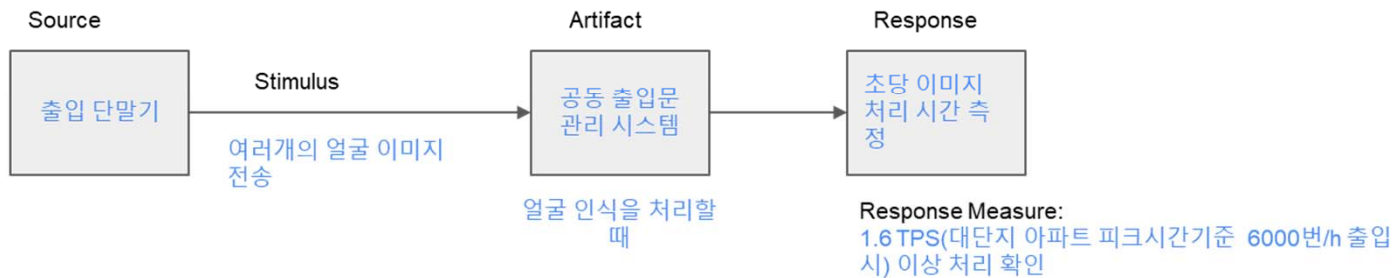 Source
Artifact
Response
출입 단말기
Stimulus
여러개의 얼굴 이미지
전송
공동 출입문
관리 시스템
얼굴 인식을 처리할
때
초당 이미지
처리 시간 측
정
Response Measure:
1.6 TPS(대단지 아파트 피크시간기준 6000번/h 출입
시) 이상 처리 확인